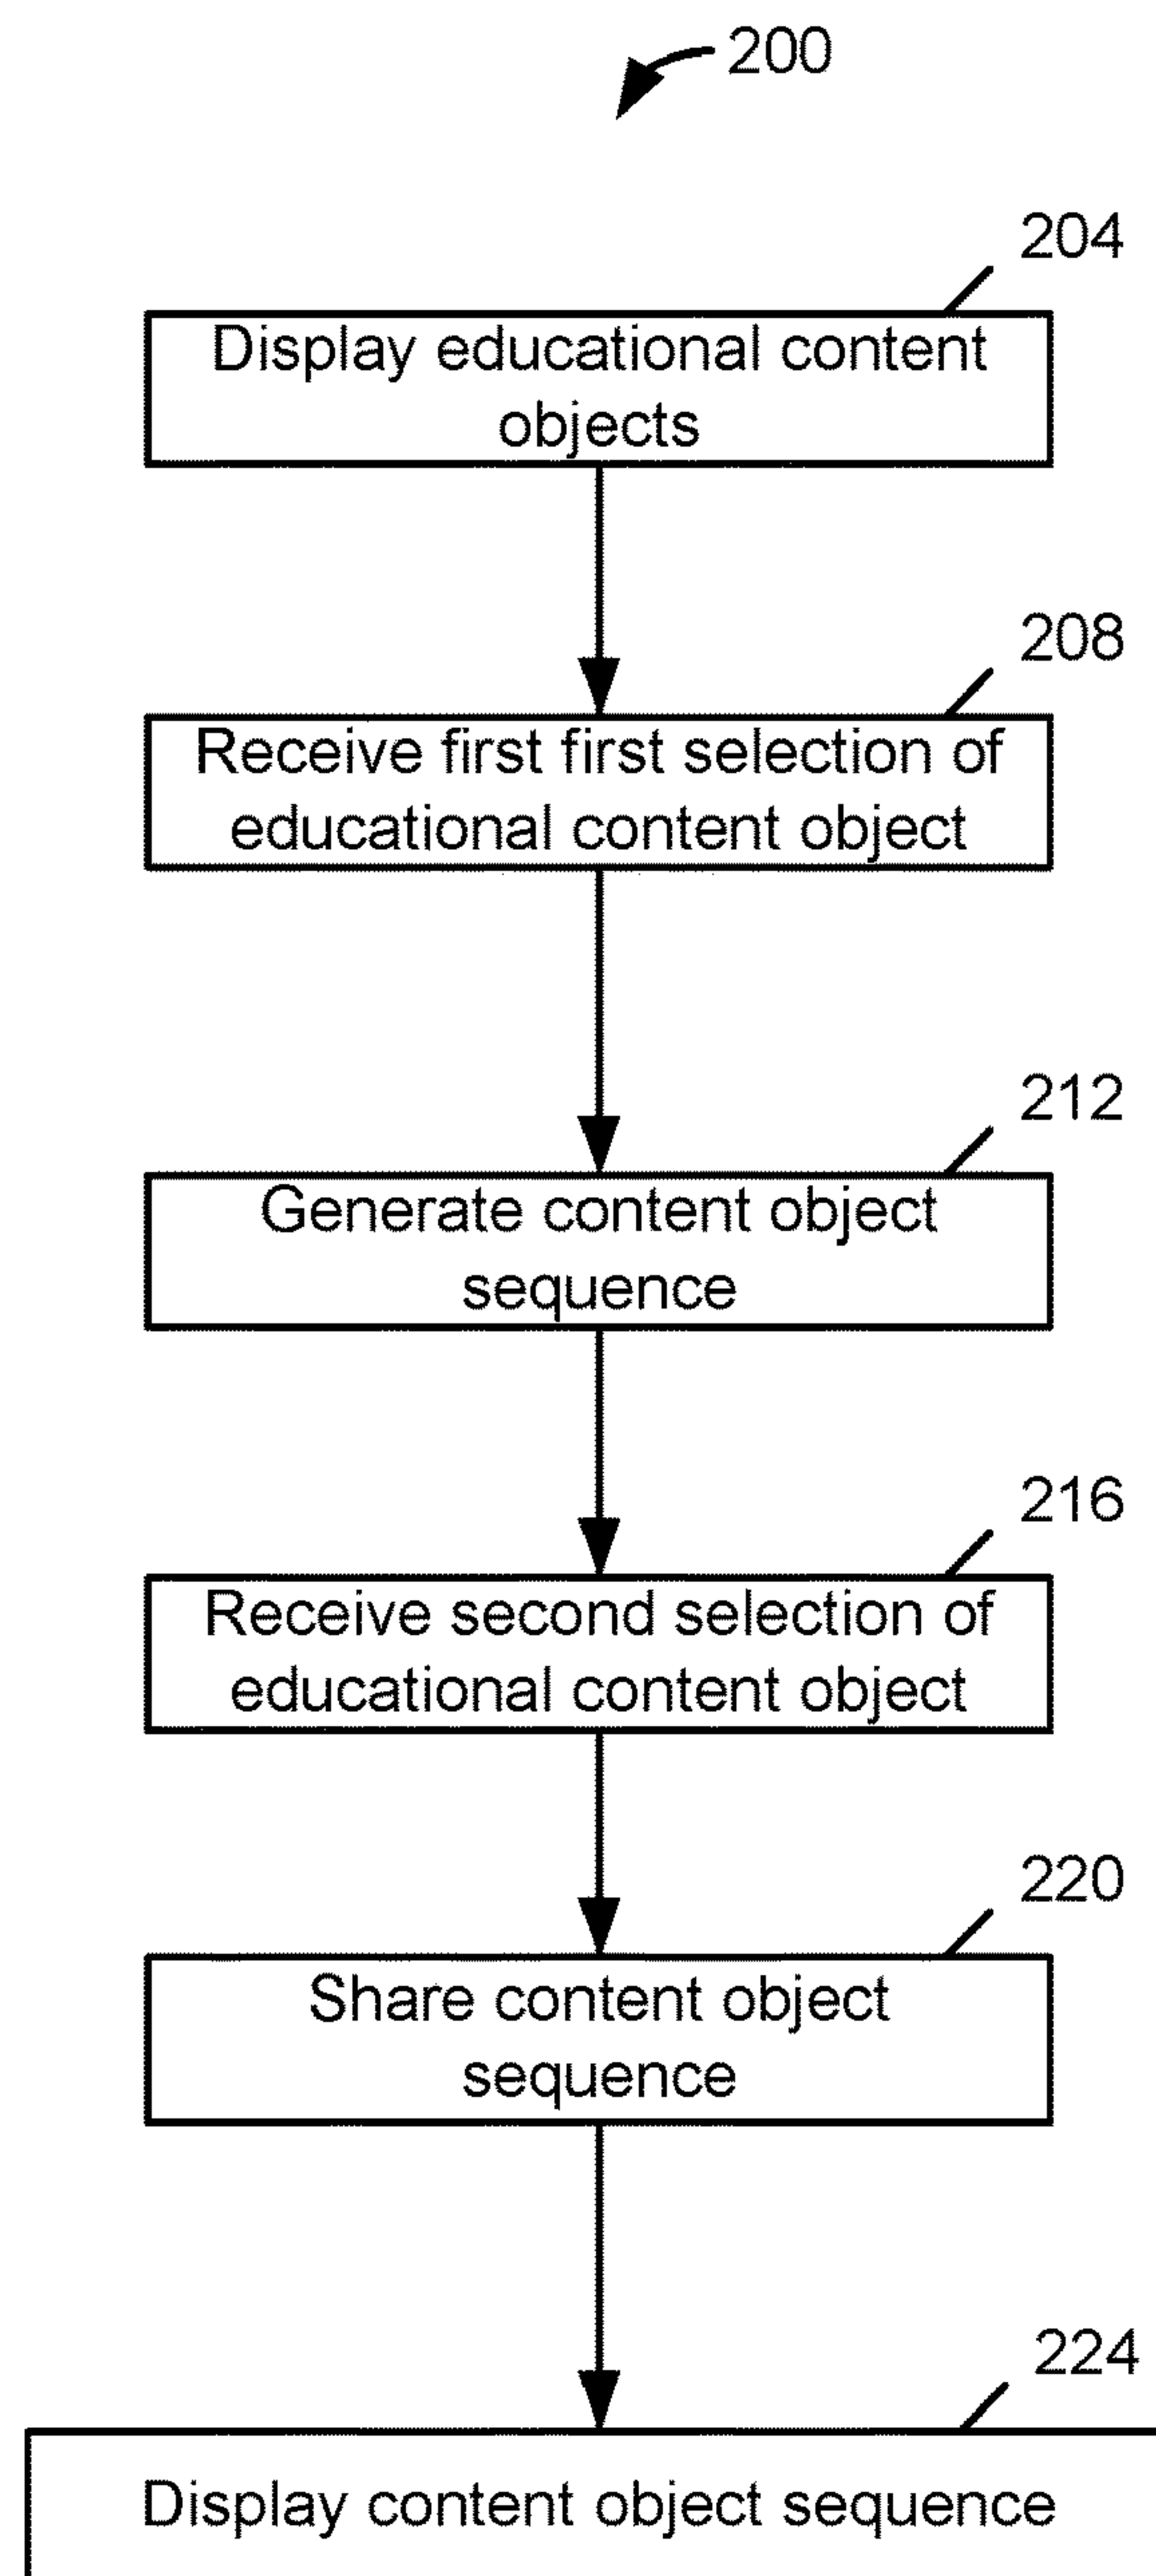 200
204
Display educational content
objects
208
Receive first first selection of
educational content object
212
Generate content object
sequence
216
Receive second selection of
educational content object
220
Share content object
sequence
224
Display content object sequence